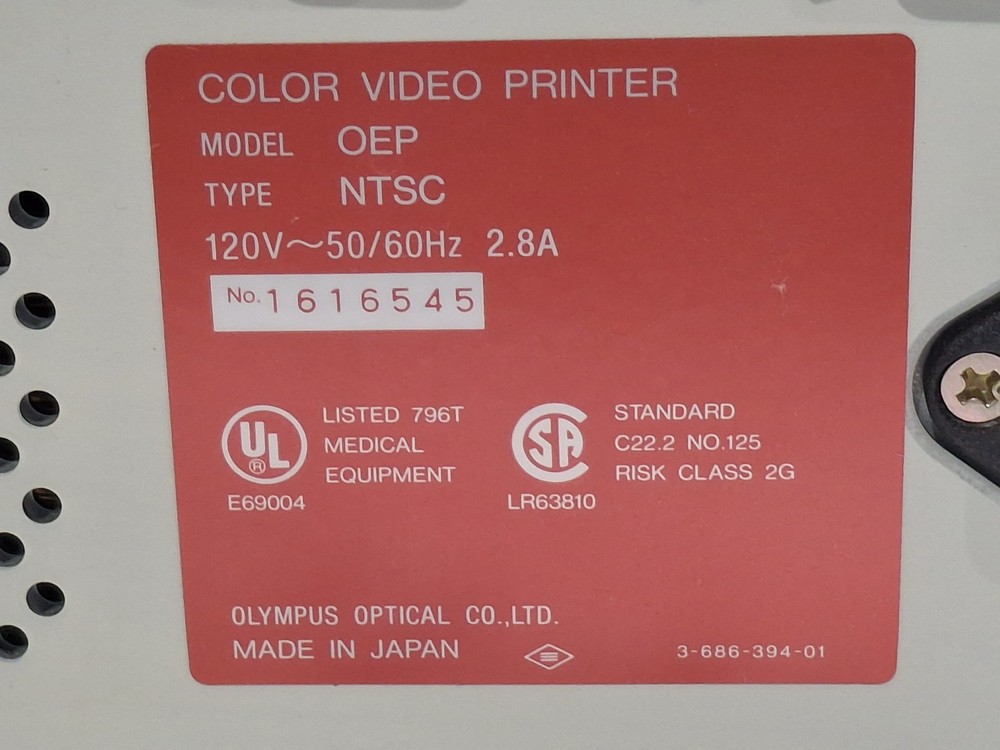 COLOR VIDEO PRINTER
MODEL OEP
TYPE NTSC
120V～50/60Hz 2.8A
No. 1616545
UL ®
LISTED 796T
MEDICAL
EQUIPMENT
E69004
SA
STANDARD
C22.2 NO.125
RISK CLASS 2G
LR63810
OLYMPUS OPTICAL CO.,LTD.
MADE IN JAPAN
3-686-394-01